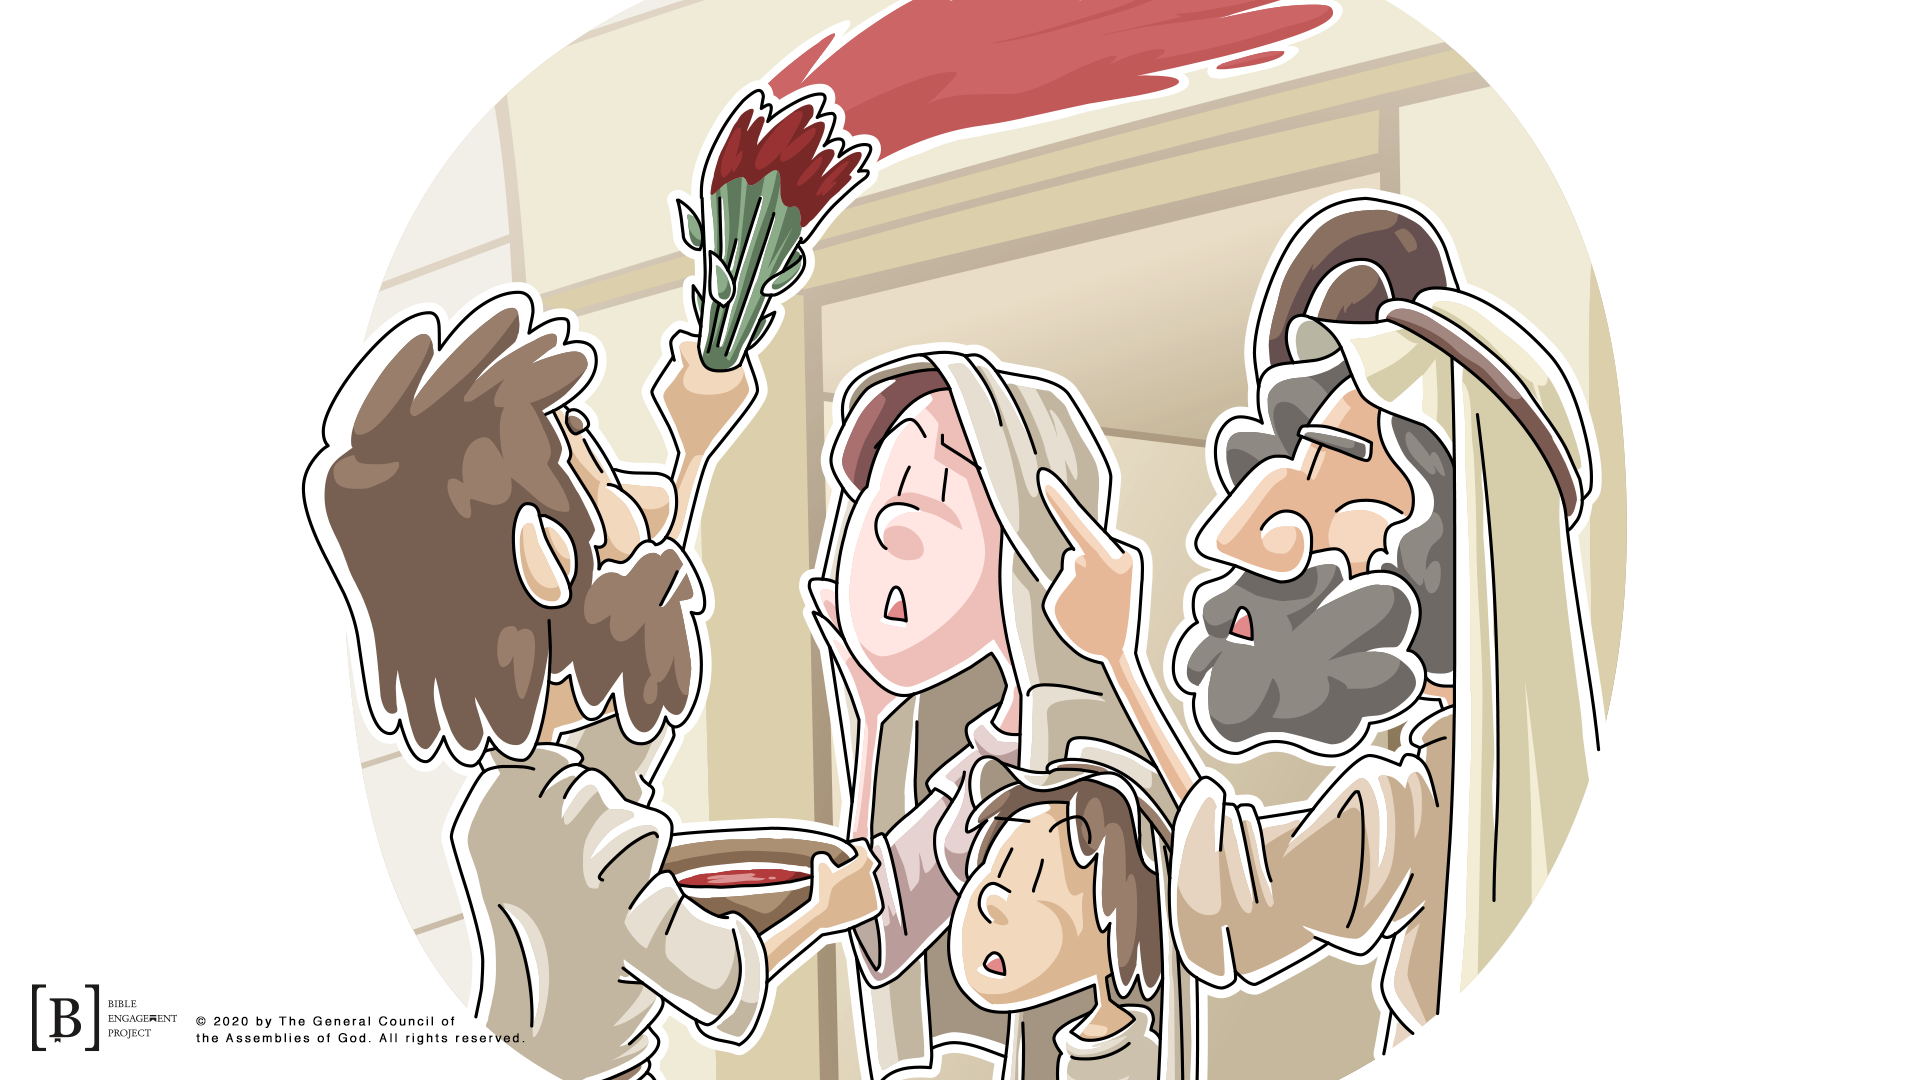 [B]
BIBLE
ENGAGEMENT
PROJECT
© 2020 by The General Council of
the Assemblies of God. All rights reserved.